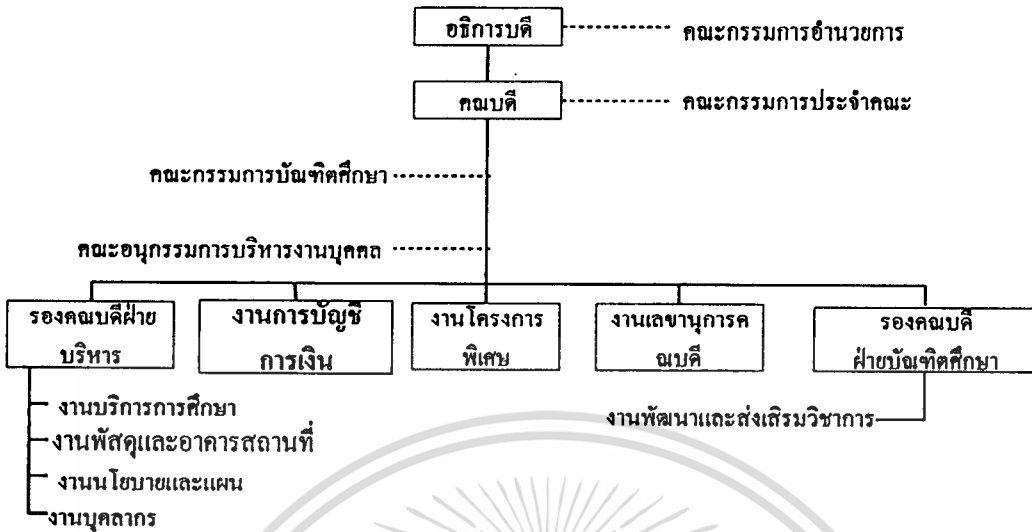 อธิการบดี
คณะกรรมการอำนวยการ
คณบดี
คณะกรรมการประจำคณะ
คณะกรรมการบัณฑิตศึกษา
คณะอนุกรรมการบริหารงานบุคคล
รองคณบดีฝ่าย
บริหาร
งานการบัญชี
การเงิน
งานโครงการ
พิเศษ
งานเลขานุการค
ณบดี
รองคณบดี
ฝ่ายบัณฑิตศึกษา
งานบริการการศึกษา
งานพัสดุและอาคารสถานที่
งานนโยบายและแผน
งานบุคลากร
งานพัฒนาและส่งเสริมวิชาการ